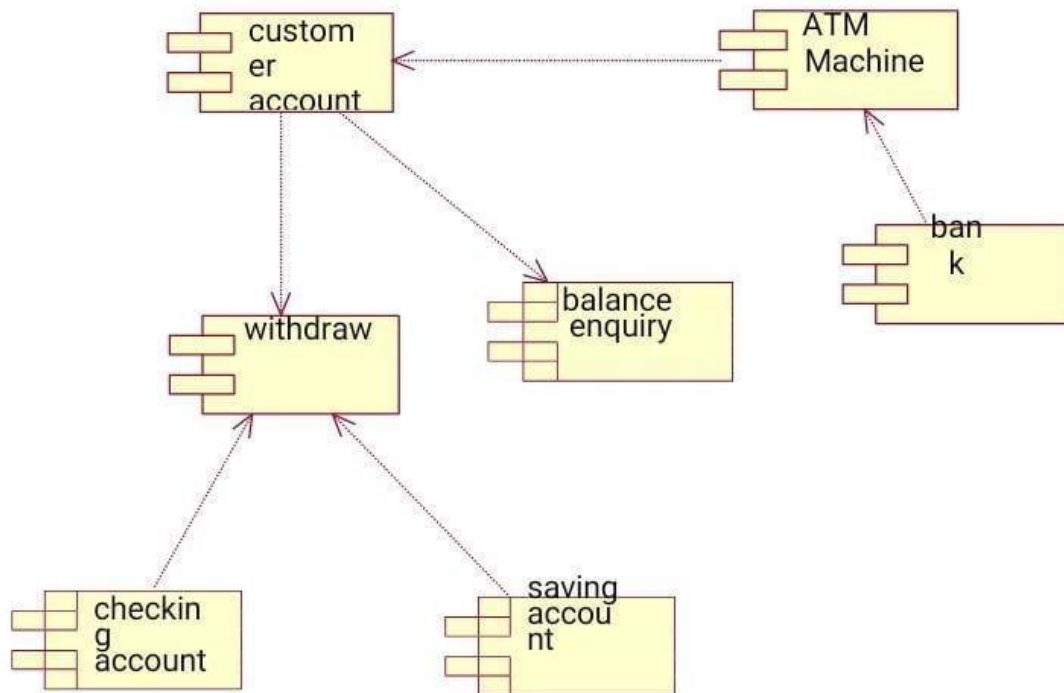 custom
er
account
ATM
Machine
ban
k
balance
enquiry
withdraw
checkin
g
account
saving
accou
nt